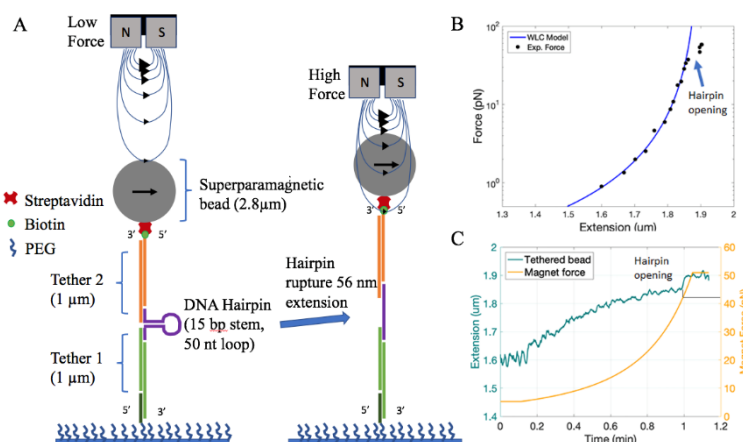 A
Low
Force
N S
High
Force
N S
Streptavidin
Biotin
PEG
3' 5'
Superparamagnetic
bead (2.8μm)
3' 5'
Tether 2
(1 μm)
DNA Hairpin
(15 bp stem,
50 nt loop)
Hairpin
rupture 56 nm
extension
Tether 1
(1 μm)
5' 3'
5' 3'
B
WLC Model
Exp. Force
Hairpin
opening
Force (pN)
10²
10¹
10⁰
1.3 1.4 1.5 1.6 1.7 1.8 1.9 2
Extension (μm)
C
Tethered bead
Magnet force
Hairpin
opening
Extension (um)
2
1.9
1.8
1.7
1.6
1.5
1.4
60
50
40
30
20
10
0
0 0.2 0.4 0.6 0.8 1 1.2
Time (min)